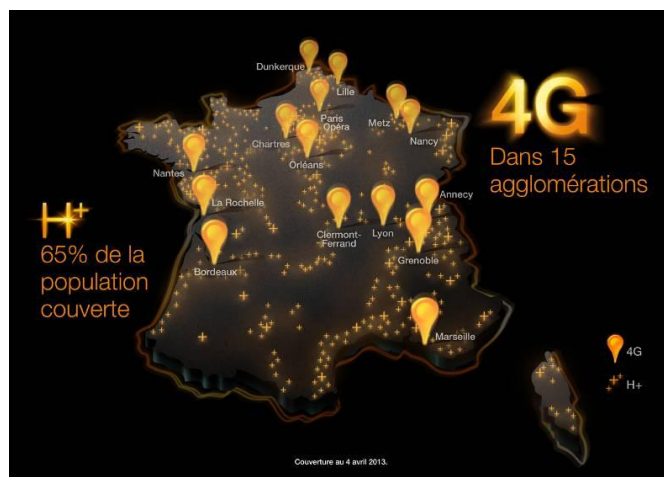 Dunkerque
Lille
Paris
Opéra
Metz
Nancy
Chartres
Orléans
Nantes
La Rochelle
Clermont-
Ferrand
Lyon
Annecy
Grenoble
Bordeaux
Marseille
4G
Dans 15
agglomérations
H+
65% de la
population
couverte
4G
H+
Couverture au 4 avril 2013.